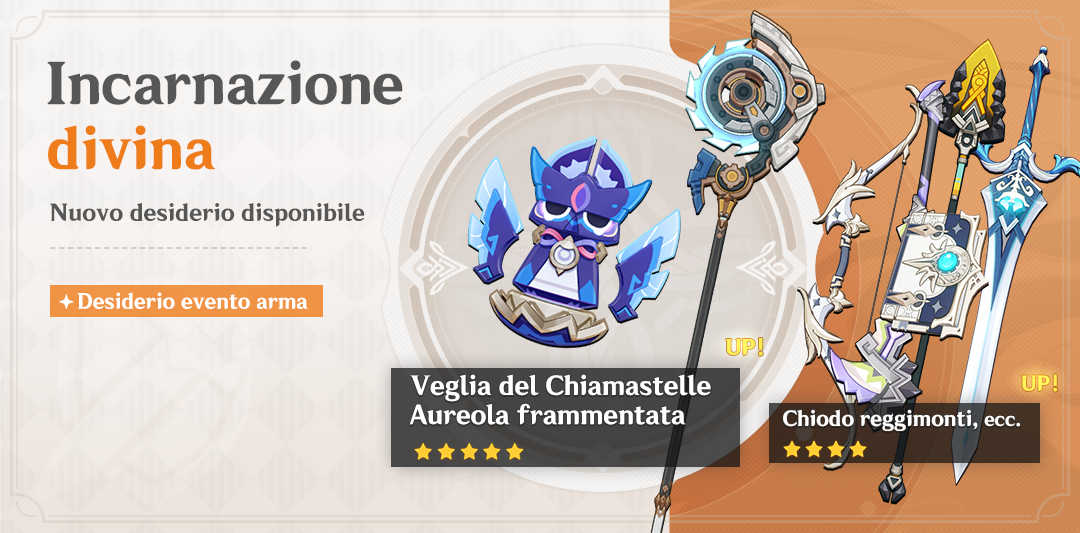 Incarnazione
divina
Nuovo desiderio disponibile
Desiderio evento arma
UP!
Veglia del Chiamastelle
Aureola frammentata
UP!
Chiodo reggimonti, ecc.